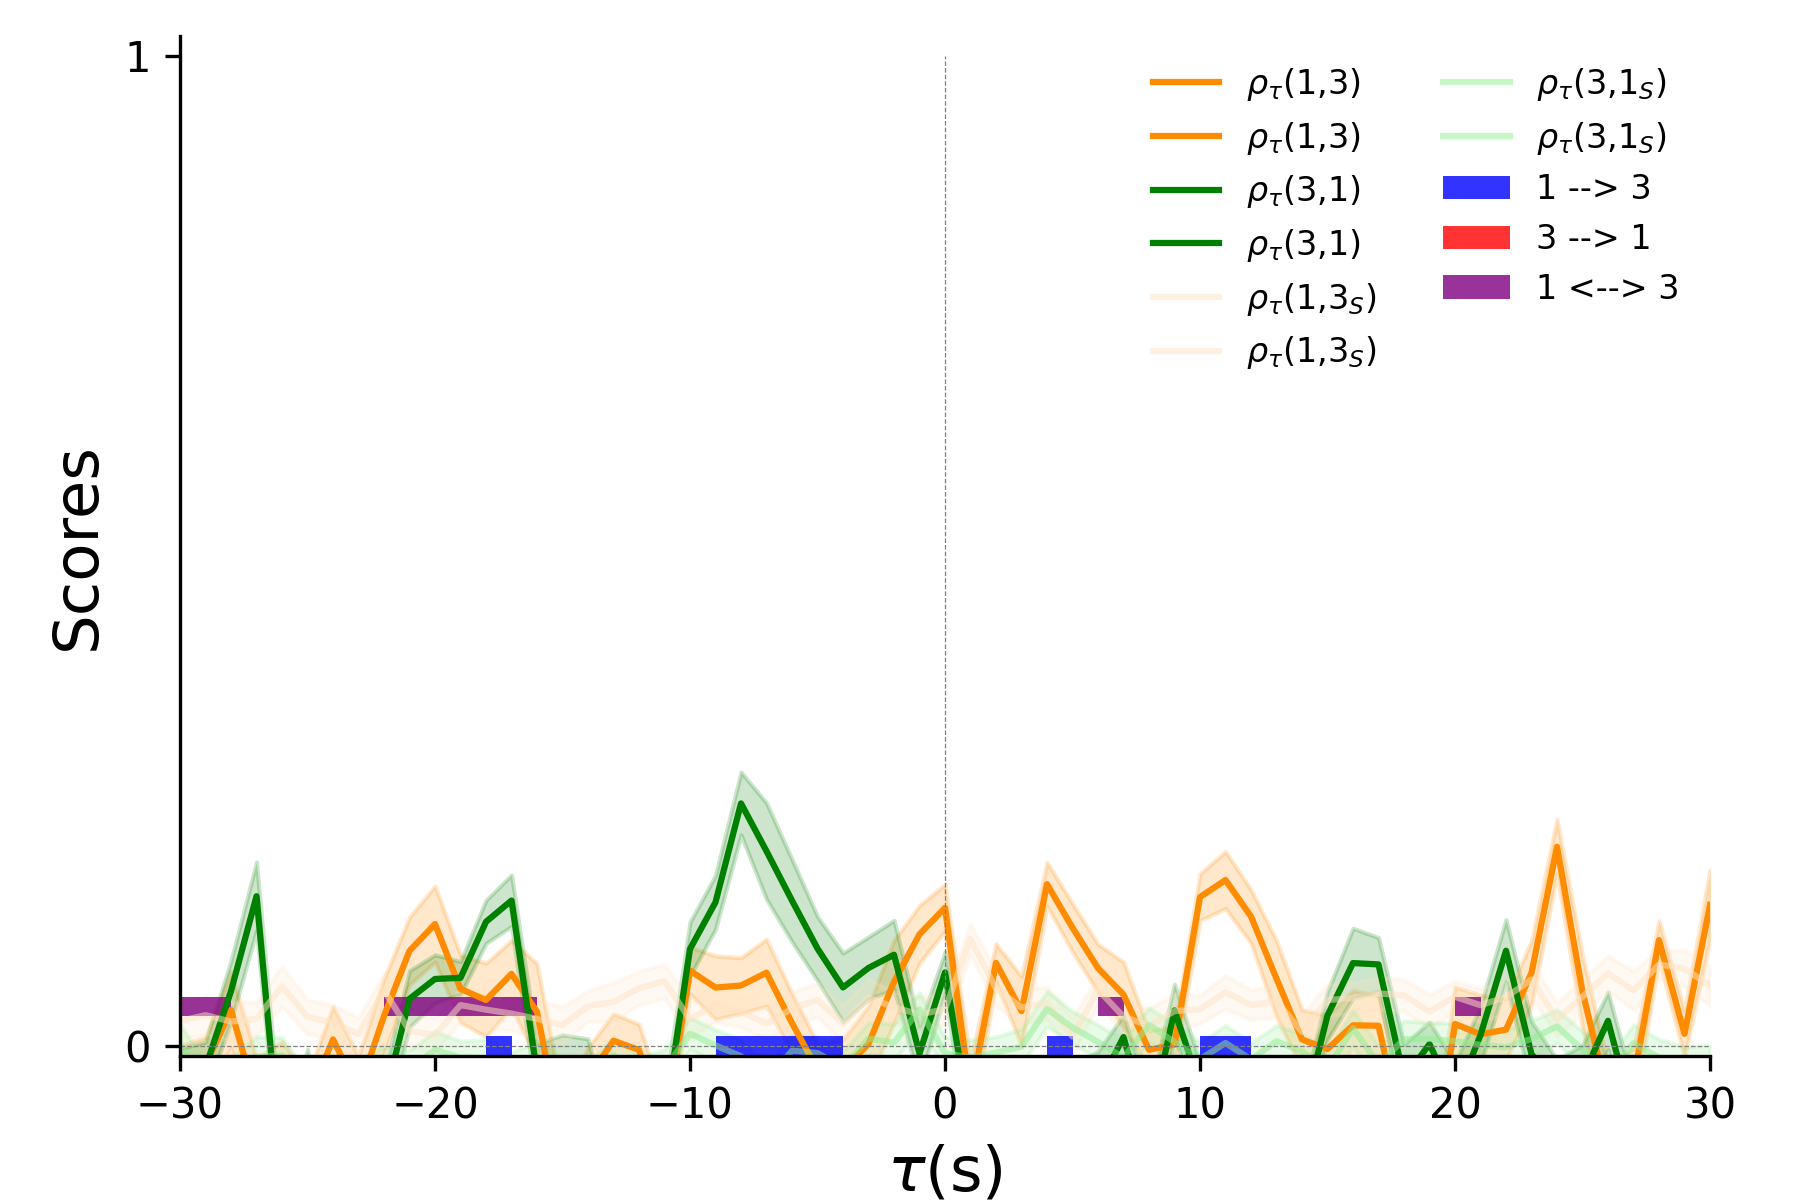 1
ρτ(1,3)
ρτ(1,3)
ρτ(3,1)
ρτ(3,1)
ρτ(1,3S)
ρτ(1,3S)
ρτ(3,1S)
ρτ(3,1S)
1 --> 3
3 --> 1
1 <--> 3
Scores
0
−30 −20 −10 0 10 20 30
τ(s)